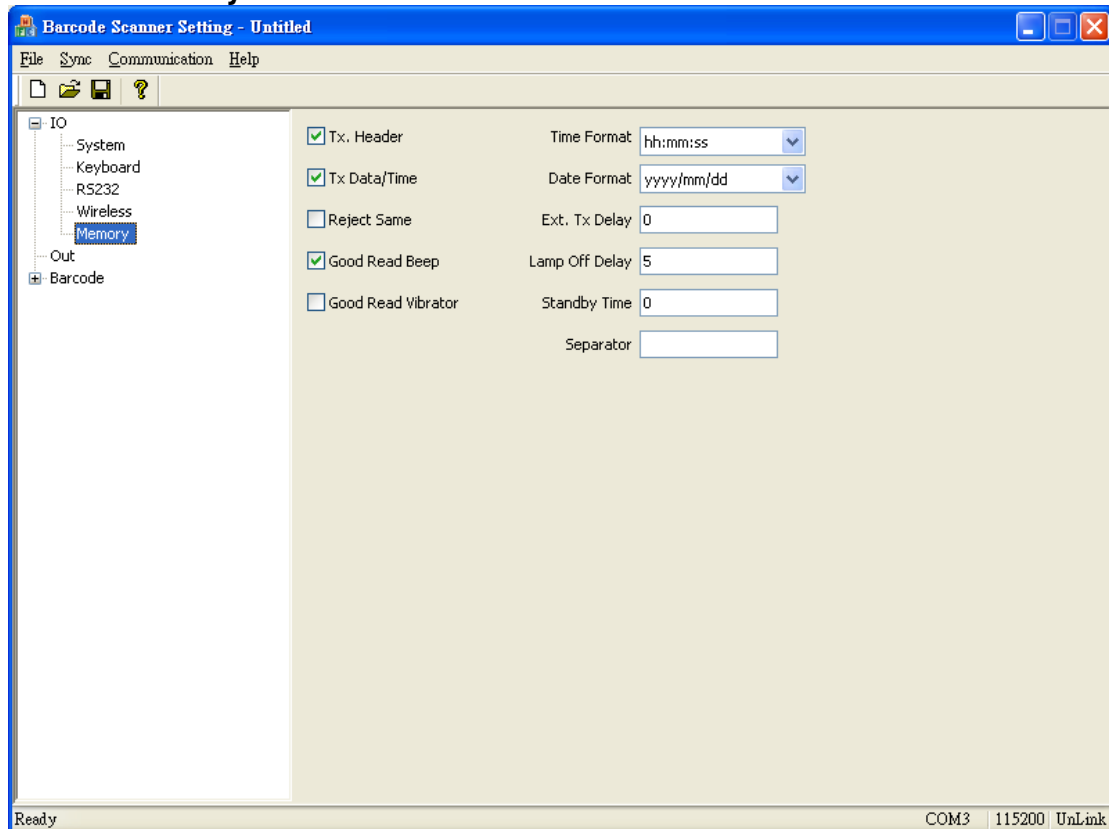 Barcode Scanner Setting - Untitled
File Sync Communication Help
IO
System
Keyboard
RS232
Wireless
Memory
Out
Barcode
Tx. Header Time Format hh:mm:ss
Tx Data/Time Date Format yyyy/mm/dd
Reject Same Ext. Tx Delay 0
Good Read Beep Lamp Off Delay 5
Good Read Vibrator Standby Time 0
Separator
Ready COM3 115200 UnLink